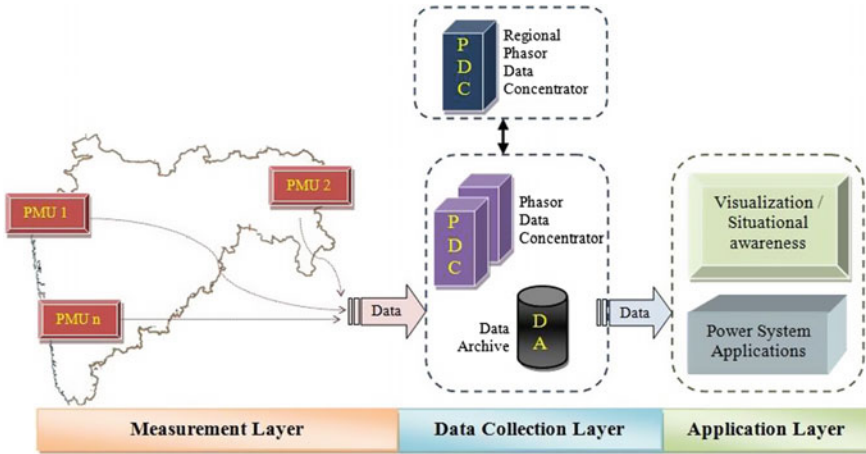 P
D
C
Regional
Phasor
Data
Concentrator
PMU 1
PMU 2
PMU n
Data
P
D
C
Phasor
Data
Concentrator
Data
Archive
D
A
Data
Visualization /
Situational
awareness
Power System
Applications
Measurement Layer
Data Collection Layer
Application Layer